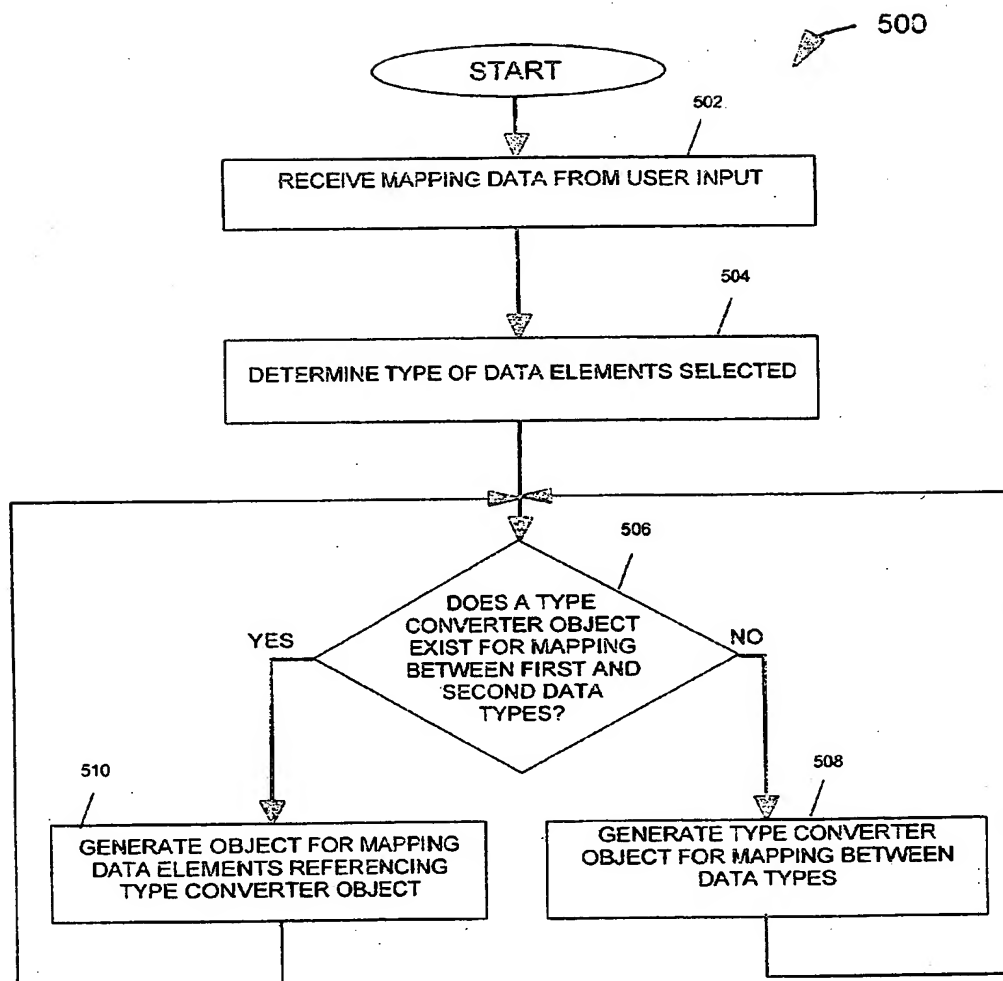 500
START
502
RECEIVE MAPPING DATA FROM USER INPUT
504
DETERMINE TYPE OF DATA ELEMENTS SELECTED
506
DOES A TYPE
CONVERTER OBJECT
EXIST FOR MAPPING
BETWEEN FIRST AND
SECOND DATA
TYPES?
YES
NO
510
GENERATE OBJECT FOR MAPPING
DATA ELEMENTS REFERENCING
TYPE CONVERTER OBJECT
508
GENERATE TYPE CONVERTER
OBJECT FOR MAPPING BETWEEN
DATA TYPES